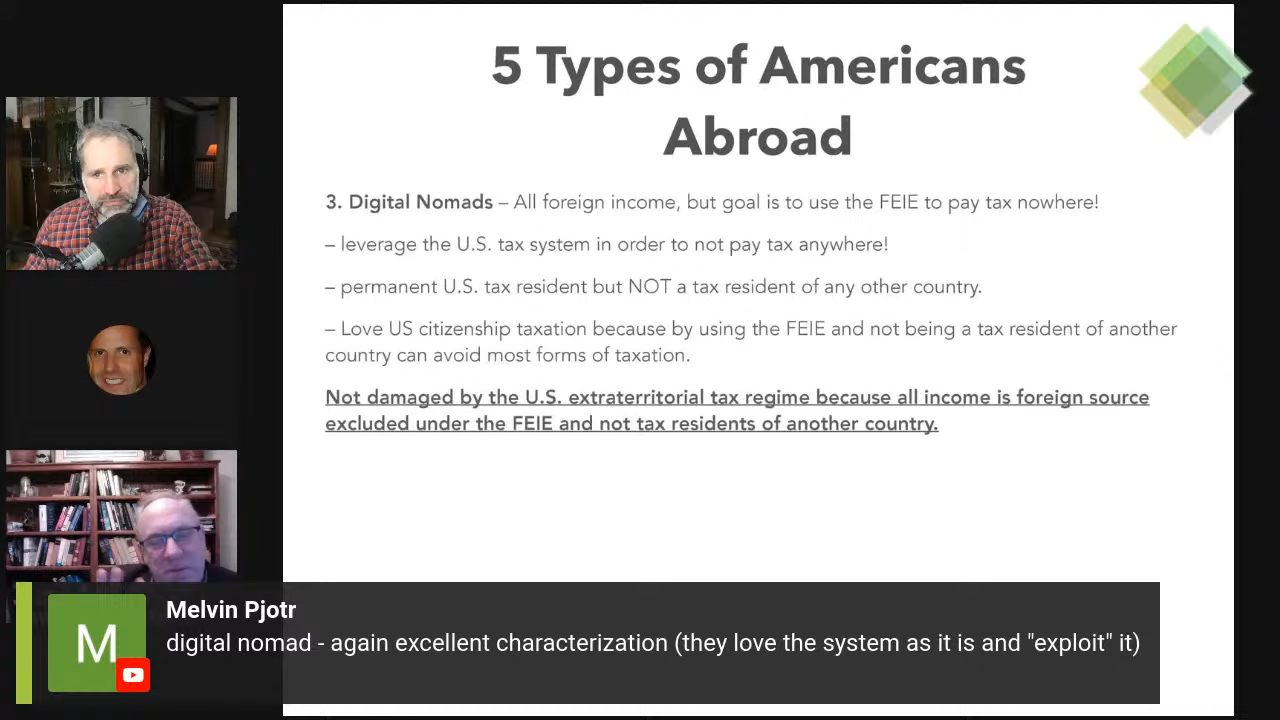 5 Types of Americans
Abroad
3. Digital Nomads – All foreign income, but goal is to use the FEIE to pay tax nowhere!
– leverage the U.S. tax system in order to not pay tax anywhere!
– permanent U.S. tax resident but NOT a tax resident of any other country.
– Love US citizenship taxation because by using the FEIE and not being a tax resident of another
country can avoid most forms of taxation.
Not damaged by the U.S. extraterritorial tax regime because all income is foreign source
excluded under the FEIE and not tax residents of another country.
M
Melvin Pjotr
digital nomad - again excellent characterization (they love the system as it is and "exploit" it)